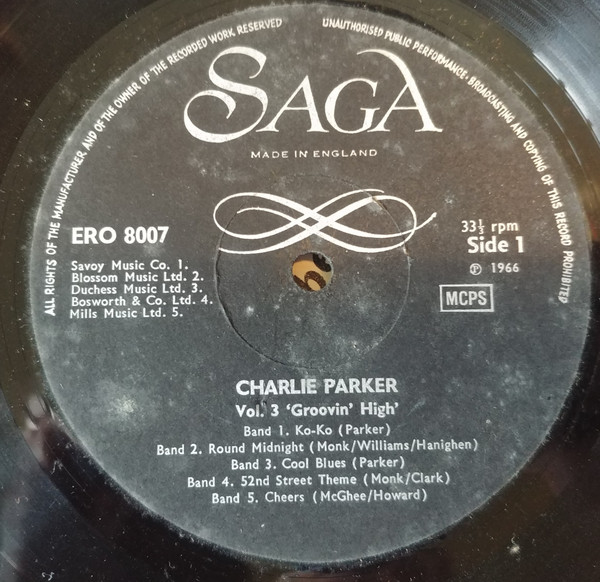 ALL RIGHTS OF THE MANUFACTURER AND OF THE OWNER OF THE RECORDED WORK RESERVED
UNAUTHORISED PUBLIC PERFORMANCE · BROADCASTING AND COPYING OF THIS RECORD PROHIBITED
SAGA
MADE IN ENGLAND
ERO 8007
33⅓ rpm
Side 1
℗ 1966
MCPS
Savoy Music Co. 1.
Blossom Music Ltd. 2.
Duchess Music Ltd. 3.
Bosworth & Co. Ltd. 4.
Mills Music Ltd. 5.
CHARLIE PARKER
Vol. 3 'Groovin' High'
Band 1. Ko-Ko (Parker)
Band 2. Round Midnight (Monk/Williams/Hanighen)
Band 3. Cool Blues (Parker)
Band 4. 52nd Street Theme (Monk/Clark)
Band 5. Cheers (McGhee/Howard)